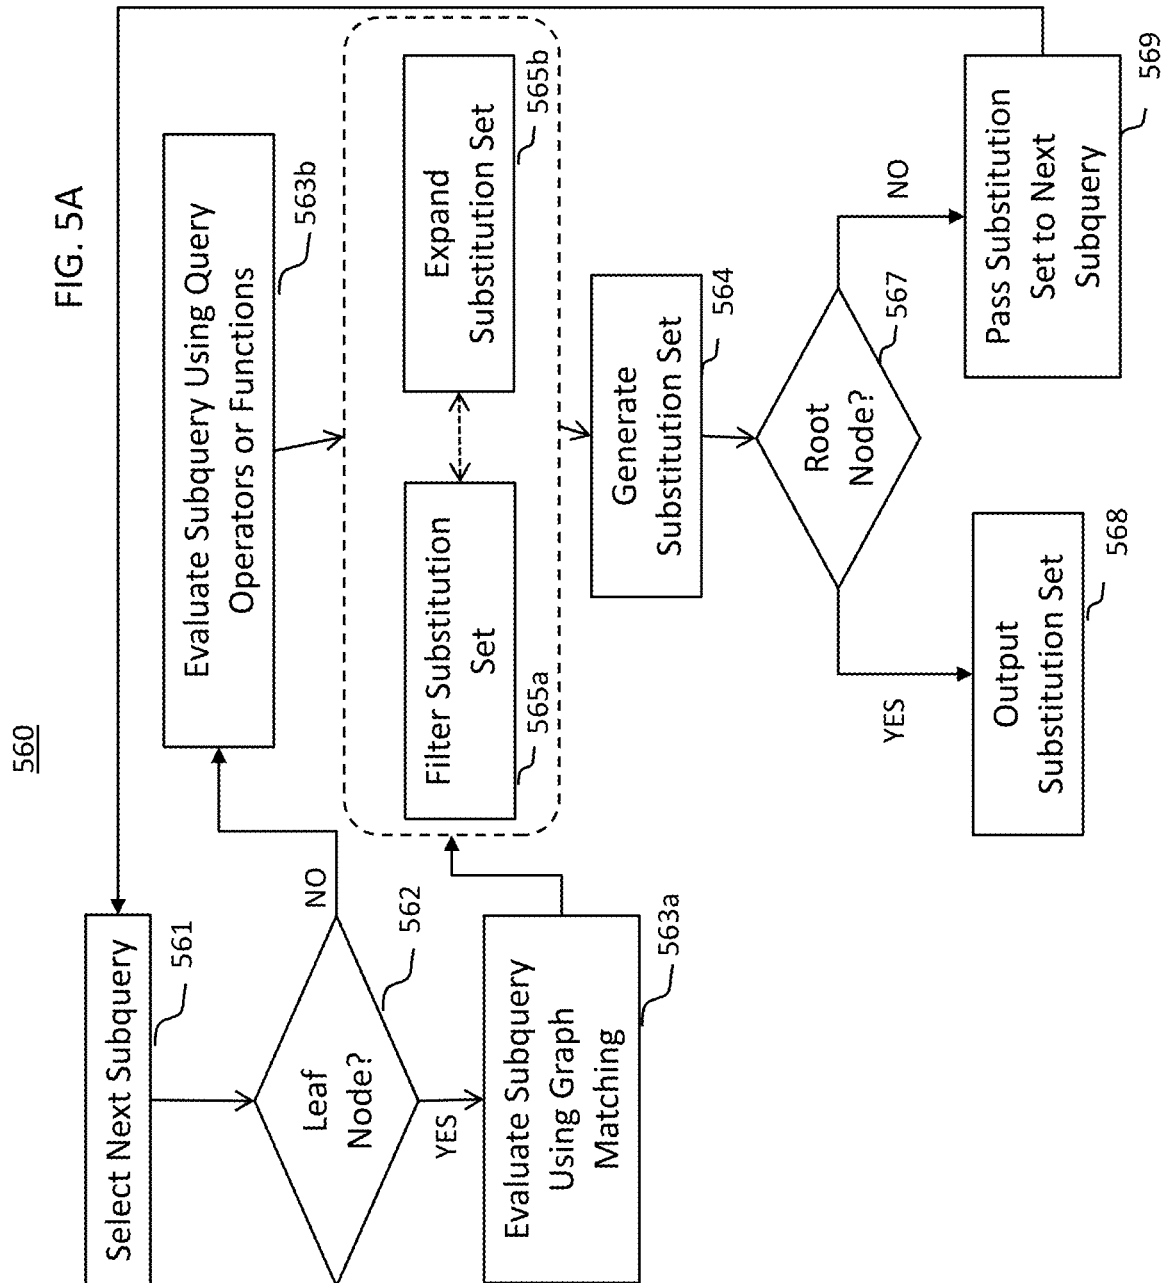 560
FIG. 5A
Select Next Subquery
561
Leaf
Node?
562
NO
YES
Evaluate Subquery
Using Graph
Matching
563a
Evaluate Subquery Using Query
Operators or Functions
563b
Filter Substitution
Set
565a
Expand
Substitution Set
565b
Generate
Substitution Set
564
Root
Node?
567
YES
NO
Output
Substitution Set
568
Pass Substitution
Set to Next
Subquery
569